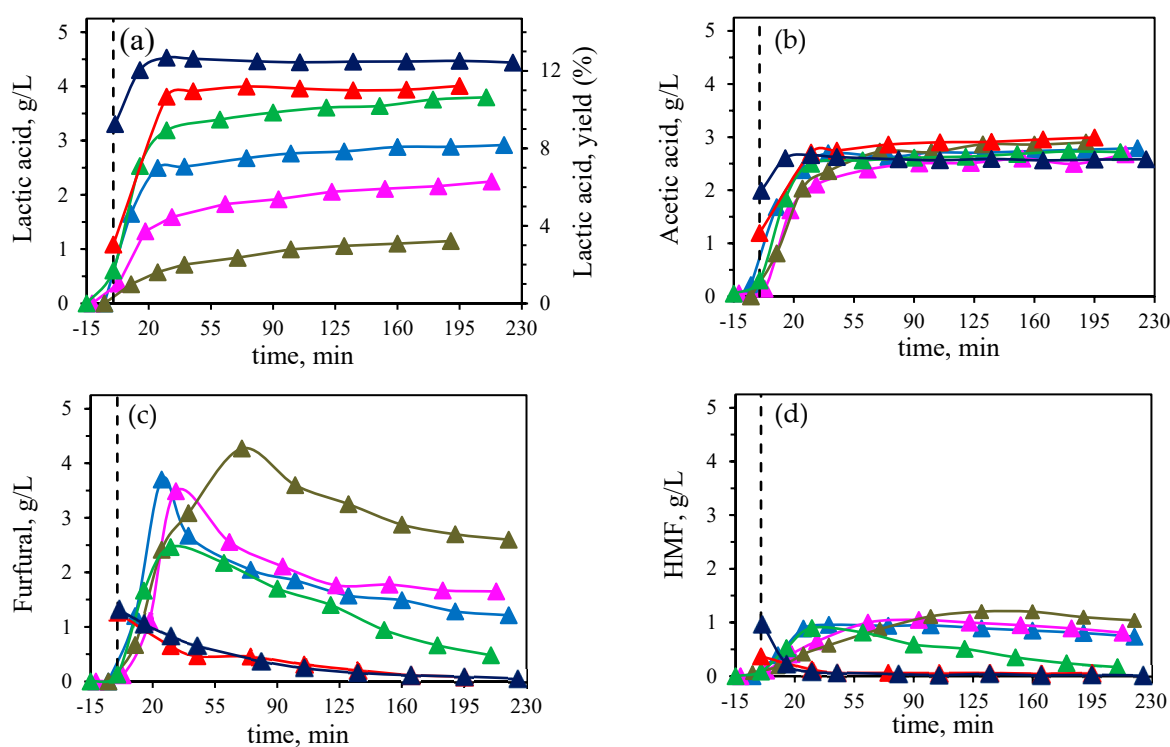 (a)
Lactic acid, g/L
5
4
3
2
1
0
12
8
4
0
Lactic acid, yield (%)
-15 20 55 90 125 160 195 230
time, min
(b)
Acetic acid, g/L
5
4
3
2
1
0
-15 20 55 90 135 160 195 230
time, min
(c)
Furfural, g/L
5
4
3
2
1
0
-15 20 55 90 125 160 195 230
time, min
(d)
HMF, g/L
5
4
3
2
1
0
-15 20 55 90 135 160 195 230
time, min